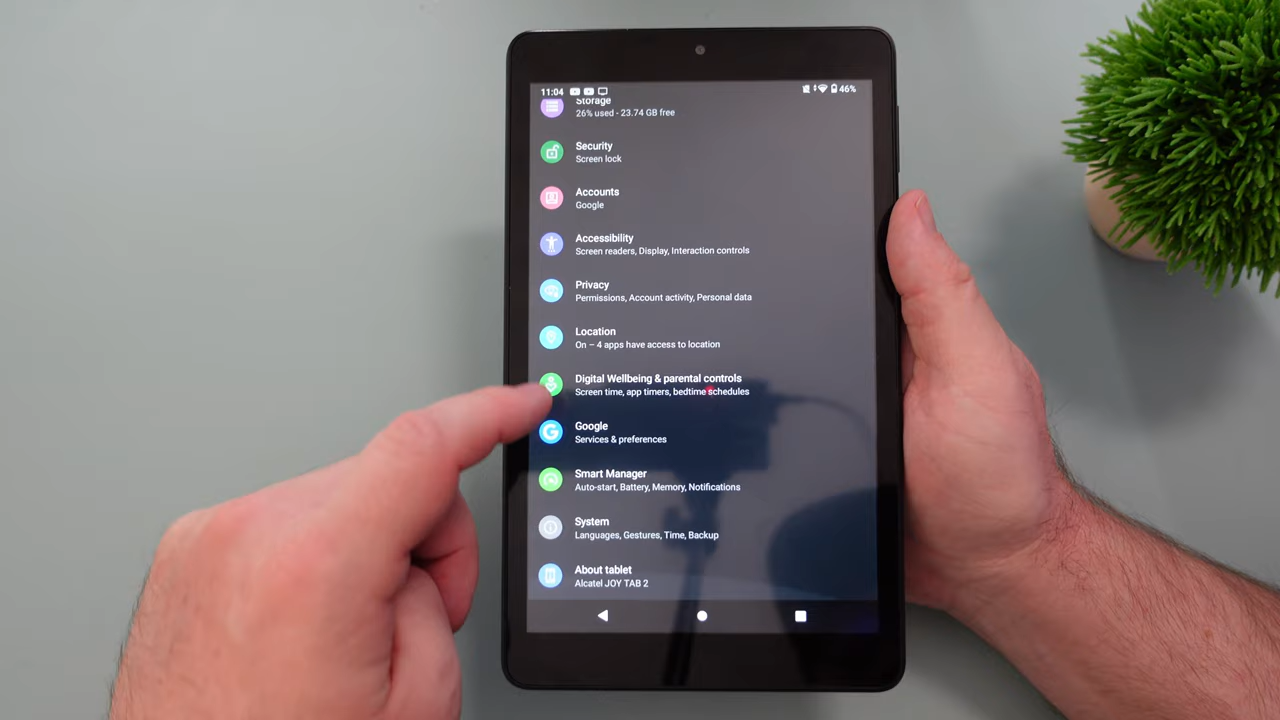 11:04 46%
Storage
26% used - 23.74 GB free
Security
Screen lock
Accounts
Google
Accessibility
Screen readers, Display, Interaction controls
Privacy
Permissions, Account activity, Personal data
Location
On – 4 apps have access to location
Digital Wellbeing & parental controls
Screen time, app timers, bedtime schedules
G
Google
Services & preferences
Smart Manager
Auto-start, Battery, Memory, Notifications
System
Languages, Gestures, Time, Backup
About tablet
Alcatel JOY TAB 2